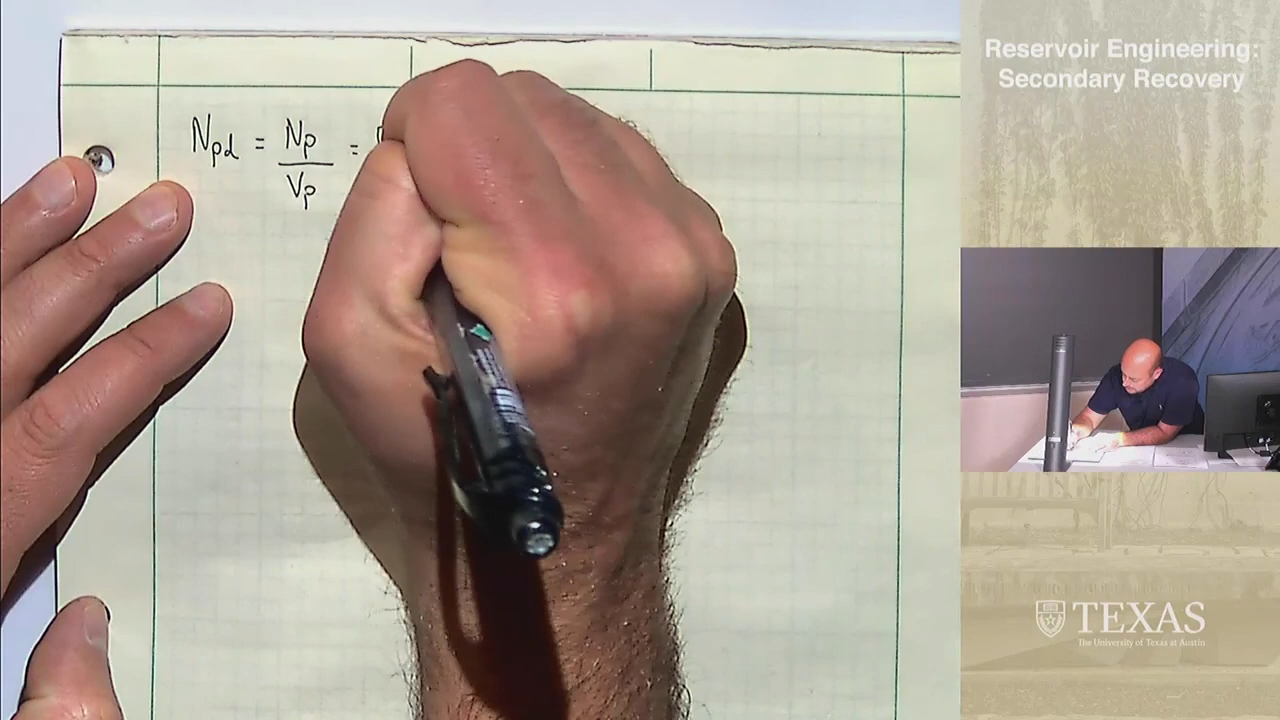 Reservoir Engineering:
Secondary Recovery
Npd = Np / Vp =
TEXAS
The University of Texas at Austin